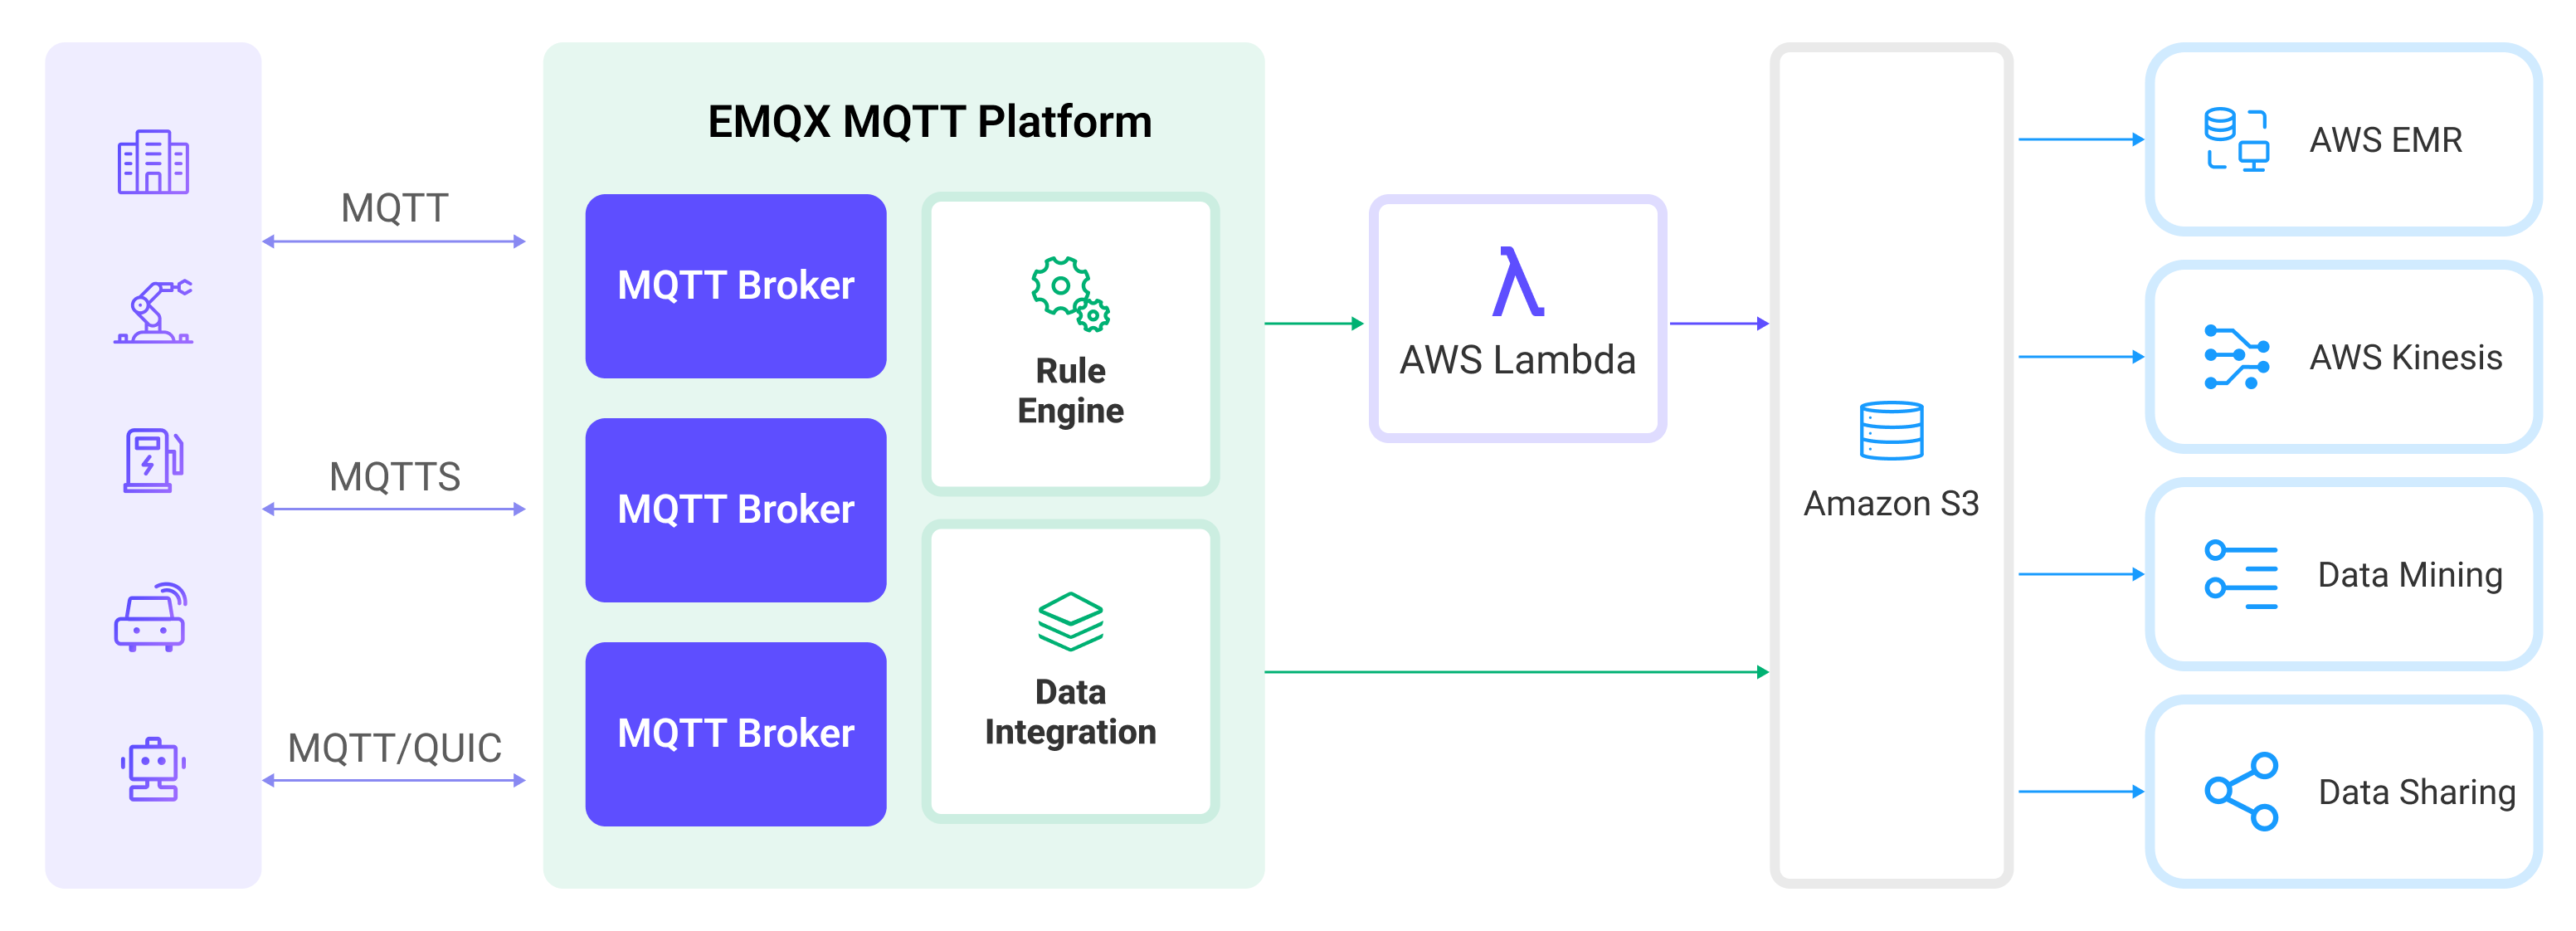 MQTT
MQTTS
MQTT/QUIC
EMQX MQTT Platform
MQTT Broker
MQTT Broker
MQTT Broker
Rule
Engine
Data
Integration
λ
AWS Lambda
Amazon S3
AWS EMR
AWS Kinesis
Data Mining
Data Sharing